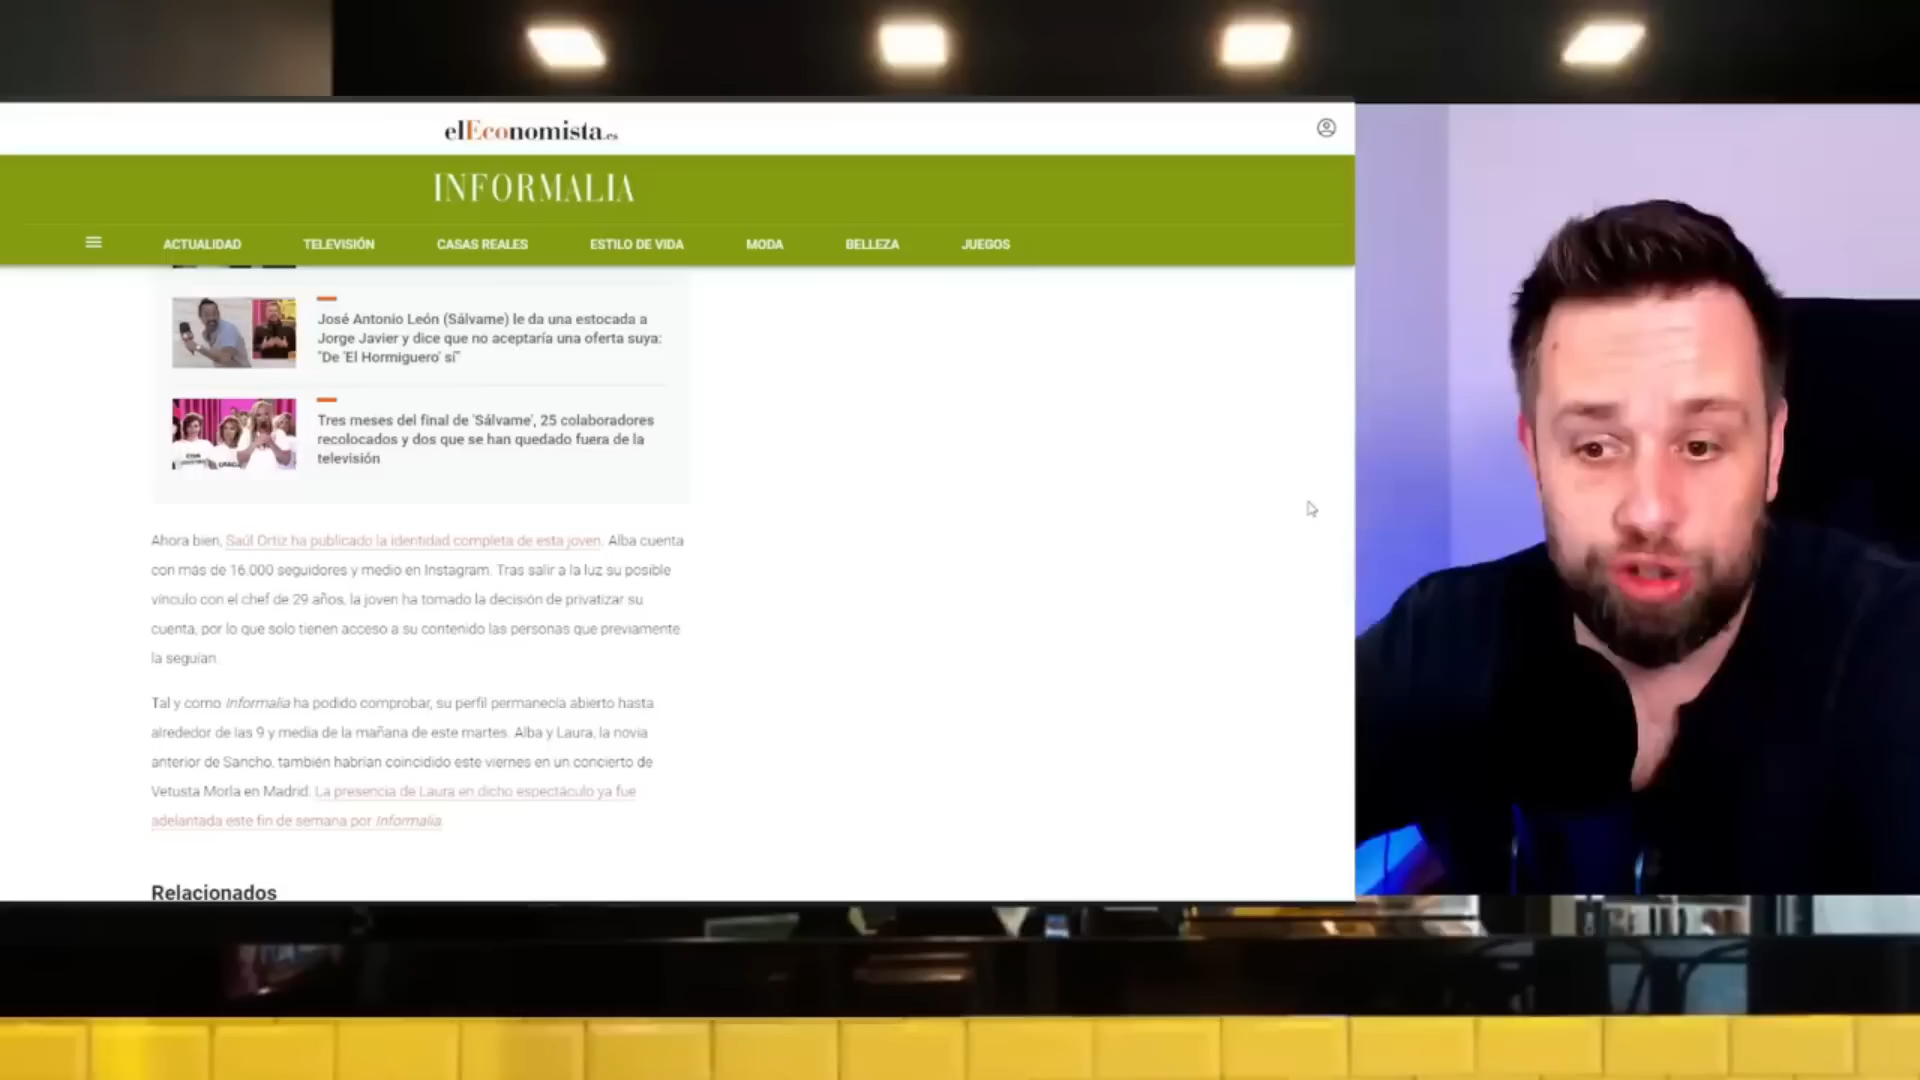 elEconomista.es
INFORMALIA
ACTUALIDAD TELEVISIÓN CASAS REALES ESTILO DE VIDA MODA BELLEZA JUEGOS
José Antonio León (Sálvame) le da una estocada a
Jorge Javier y dice que no aceptaría una oferta suya:
"De 'El Hormiguero' sí"
Tres meses del final de 'Sálvame', 25 colaboradores
recolocados y dos que se han quedado fuera de la
televisión
Ahora bien, Saúl Ortiz ha publicado la identidad completa de esta joven. Alba cuenta
con más de 16.000 seguidores y medio en Instagram. Tras salir a la luz su posible
vínculo con el chef de 29 años, la joven ha tomado la decisión de privatizar su
cuenta, por lo que solo tienen acceso a su contenido las personas que previamente
la seguían.
Tal y como Informalia ha podido comprobar, su perfil permanecía abierto hasta
alrededor de las 9 y media de la mañana de este martes. Alba y Laura, la novia
anterior de Sancho, también habrían coincidido este viernes en un concierto de
Vetusta Morla en Madrid. La presencia de Laura en dicho espectáculo ya fue
adelantada este fin de semana por Informalia.
Relacionados